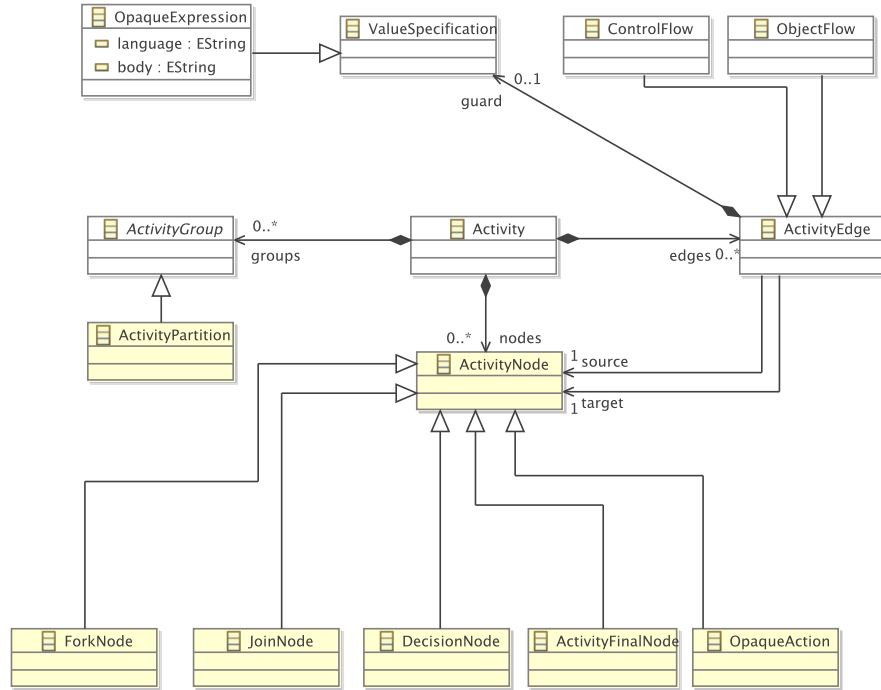 OpaqueExpression
language : EString
body : EString
ValueSpecification
ControlFlow
ObjectFlow
0..1
guard
ActivityGroup
0..*
groups
Activity
edges 0..*
ActivityEdge
ActivityPartition
0..* nodes
ActivityNode
1 source
1 target
ForkNode
JoinNode
DecisionNode
ActivityFinalNode
OpaqueAction